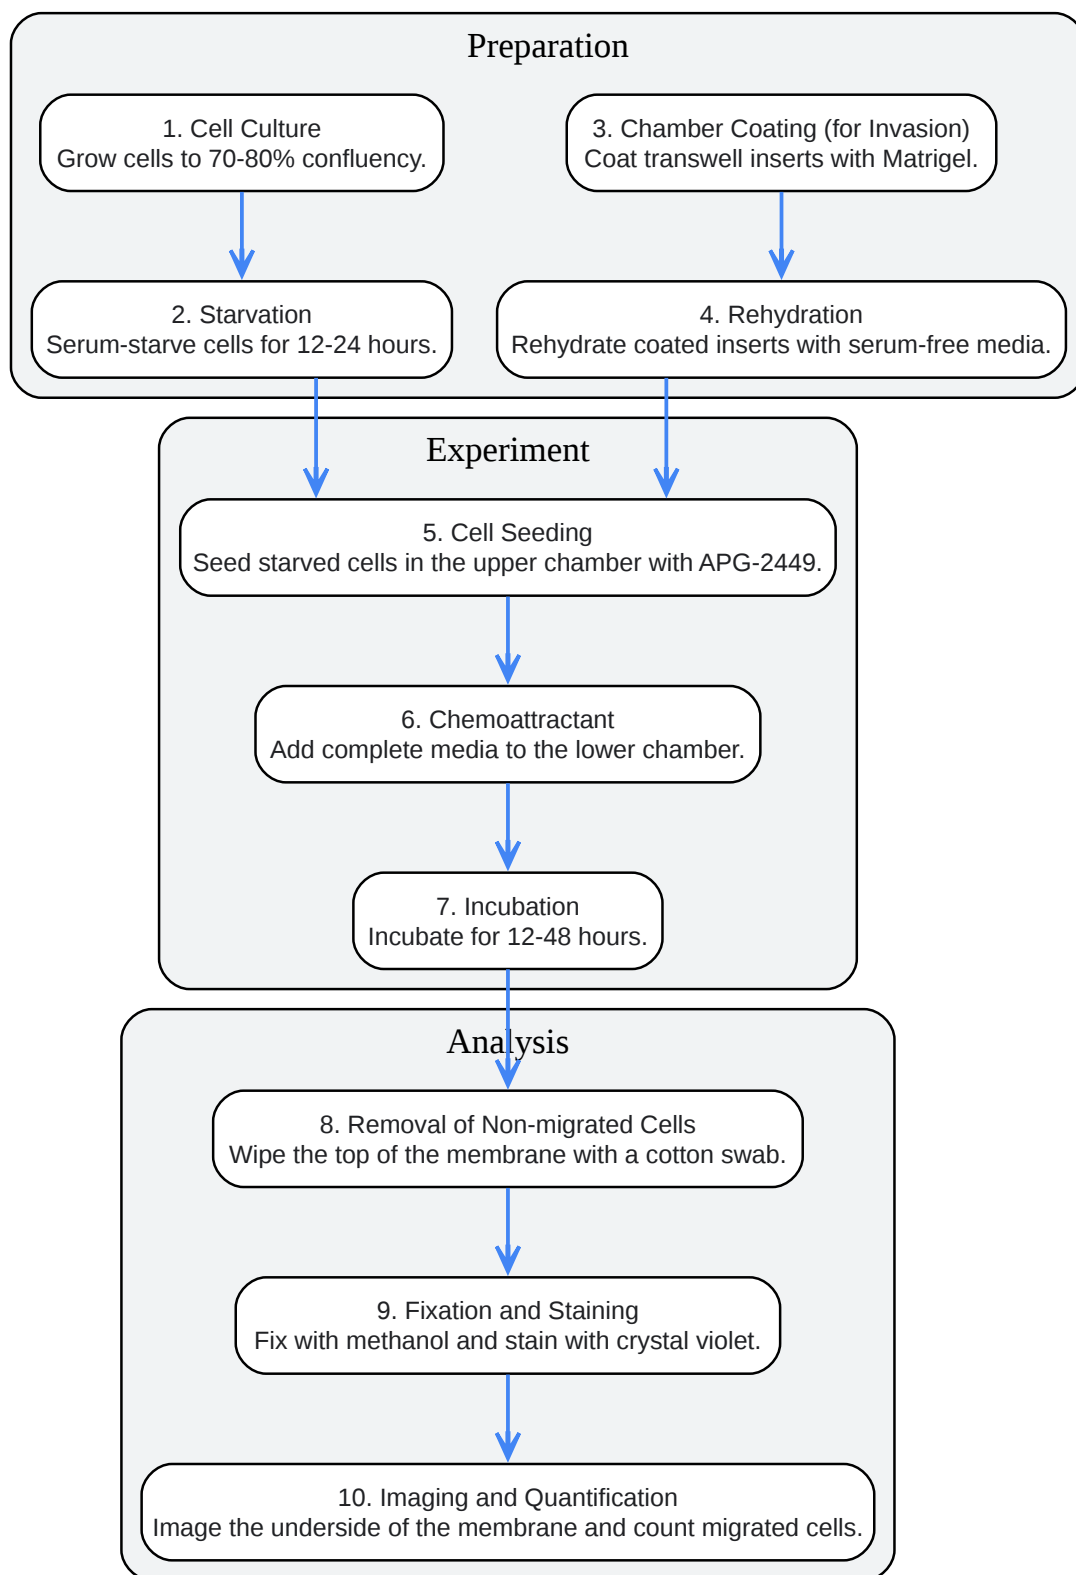 Preparation
1. Cell Culture
Grow cells to 70-80% confluency.
3. Chamber Coating (for Invasion)
Coat transwell inserts with Matrigel.
2. Starvation
Serum-starve cells for 12-24 hours.
4. Rehydration
Rehydrate coated inserts with serum-free media.
Experiment
5. Cell Seeding
Seed starved cells in the upper chamber with APG-2449.
6. Chemoattractant
Add complete media to the lower chamber.
7. Incubation
Incubate for 12-48 hours.
Analysis
8. Removal of Non-migrated Cells
Wipe the top of the membrane with a cotton swab.
9. Fixation and Staining
Fix with methanol and stain with crystal violet.
10. Imaging and Quantification
Image the underside of the membrane and count migrated cells.